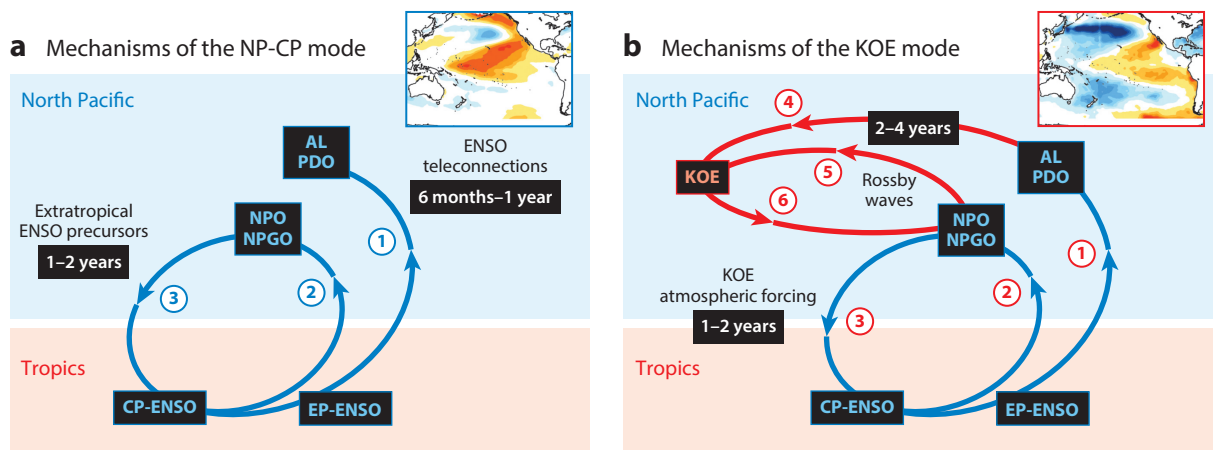 a Mechanisms of the NP-CP mode
North Pacific
AL
PDO
ENSO
teleconnections
6 months–1 year
Extratropical
ENSO precursors
1–2 years
NPO
NPGO
1
2
3
Tropics
CP-ENSO
EP-ENSO
b Mechanisms of the KOE mode
North Pacific
4
2–4 years
AL
PDO
KOE
5
Rossby
waves
6
NPO
NPGO
1
KOE
atmospheric forcing
1–2 years
2
3
Tropics
CP-ENSO
EP-ENSO